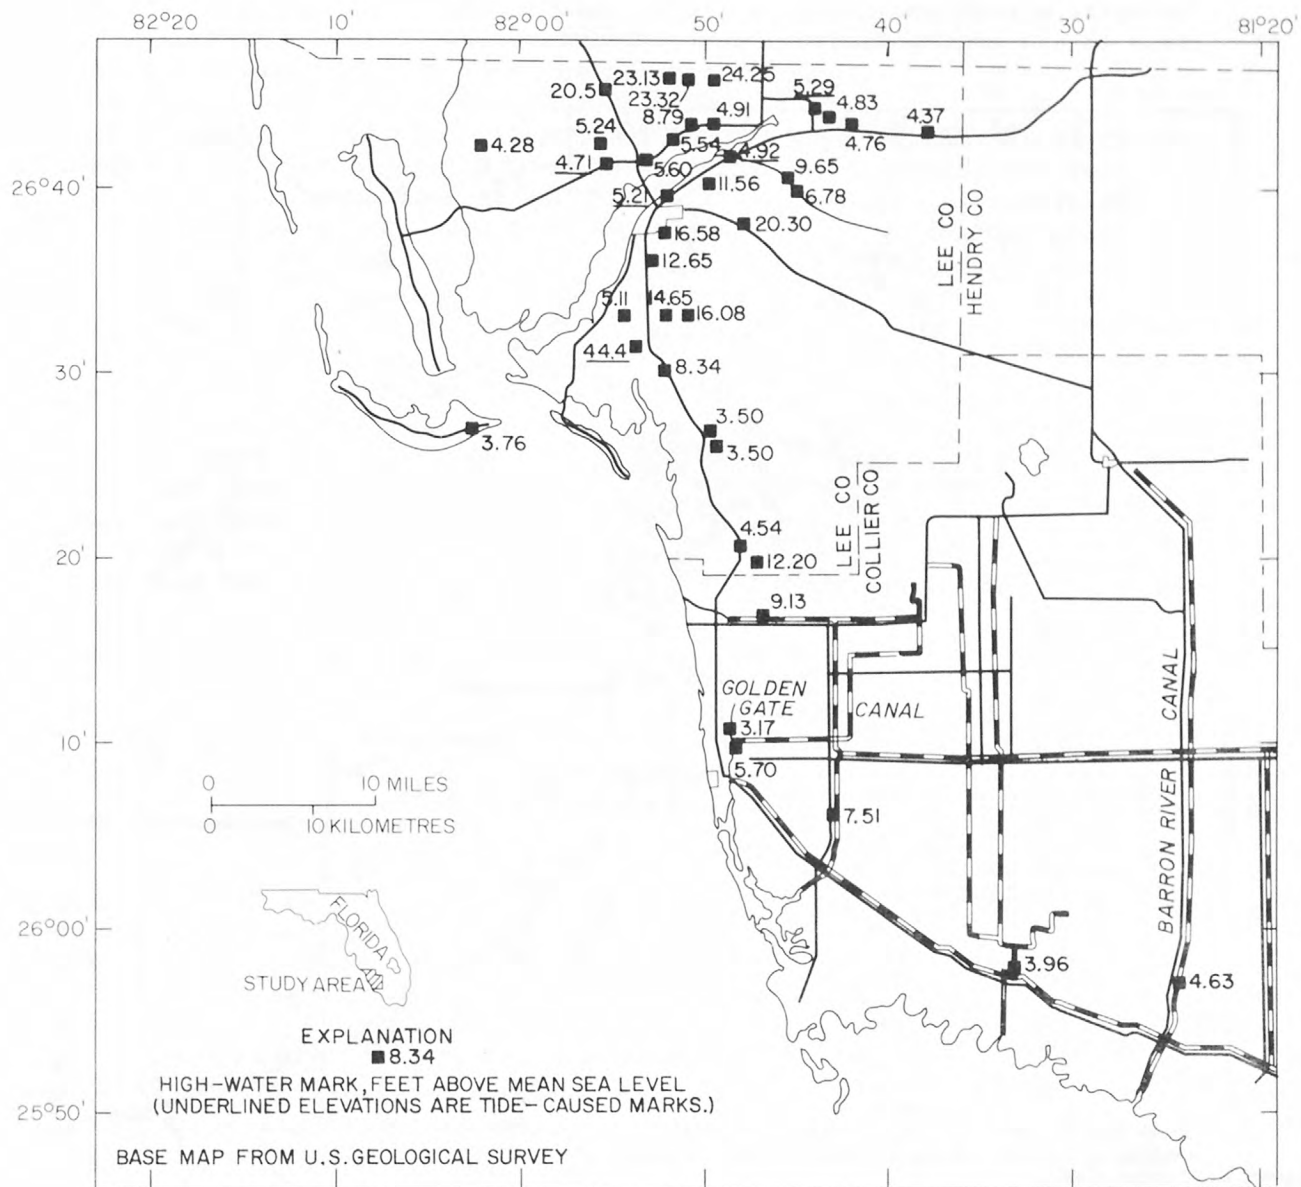 82°20' 10' 82°00' 50' 40' 30' 81°20'
23.13 24.25
20.5 23.32 5.29
8.79 4.91 4.83 4.37
5.24 5.54 4.76
4.28 4.92
4.71 5.60 9.65
26°40' 11.56
5.21 6.78
20.30
16.58
12.65
LEE CO
HENDRY CO
5.11 14.65 16.08
44.4
30' 8.34
3.50
3.76 3.50
LEE CO
COLLIER CO
4.54
20' 12.20
9.13
GOLDEN
GATE CANAL
3.17
10'
5.70
BARRON RIVER CANAL
0 10 MILES
0 10 KILOMETRES
7.51
FLORIDA
26°00'
3.96
STUDY AREA 4.63
EXPLANATION
8.34
HIGH-WATER MARK, FEET ABOVE MEAN SEA LEVEL
(UNDERLINED ELEVATIONS ARE TIDE-CAUSED MARKS.)
25°50'
BASE MAP FROM U.S. GEOLOGICAL SURVEY